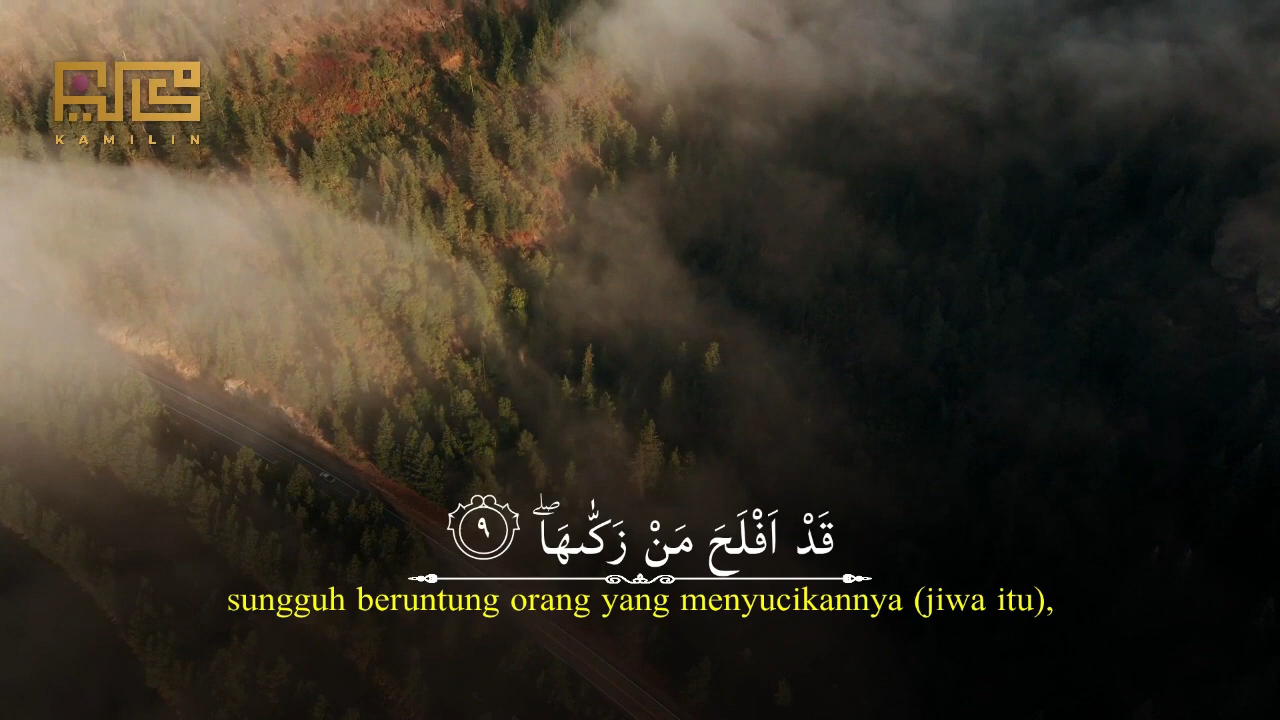 KAMILIN
قَدْ اَفْلَحَ مَنْ زَكّٰىهَاۖ ٩
sungguh beruntung orang yang menyucikannya (jiwa itu),